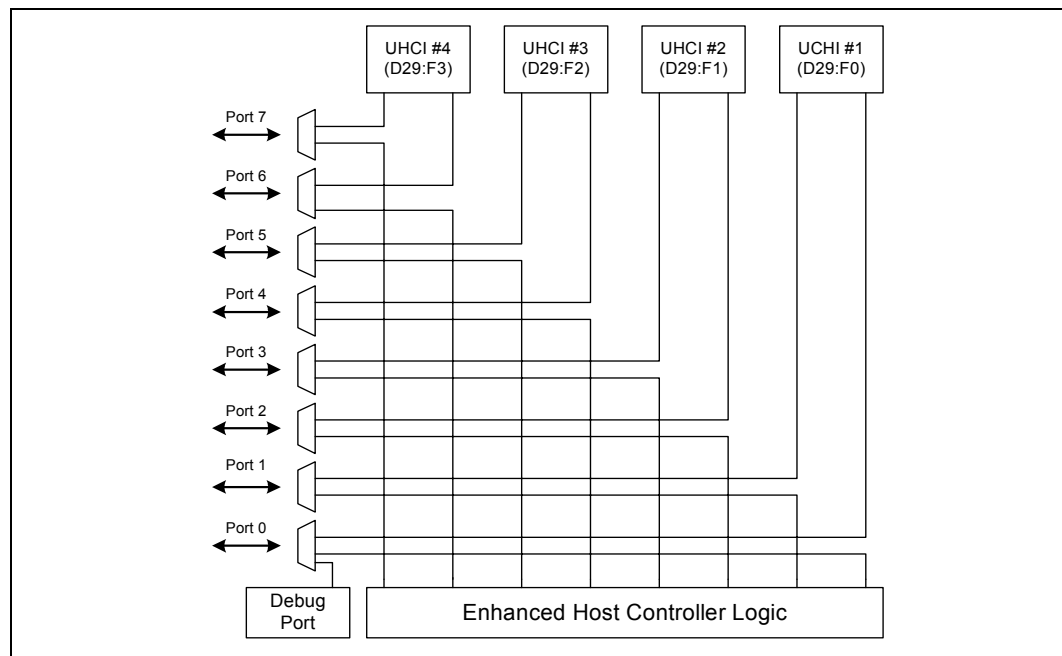 UHCI #4
(D29:F3)
UHCI #3
(D29:F2)
UHCI #2
(D29:F1)
UCHI #1
(D29:F0)
Port 7
Port 6
Port 5
Port 4
Port 3
Port 2
Port 1
Port 0
Debug
Port
Enhanced Host Controller Logic